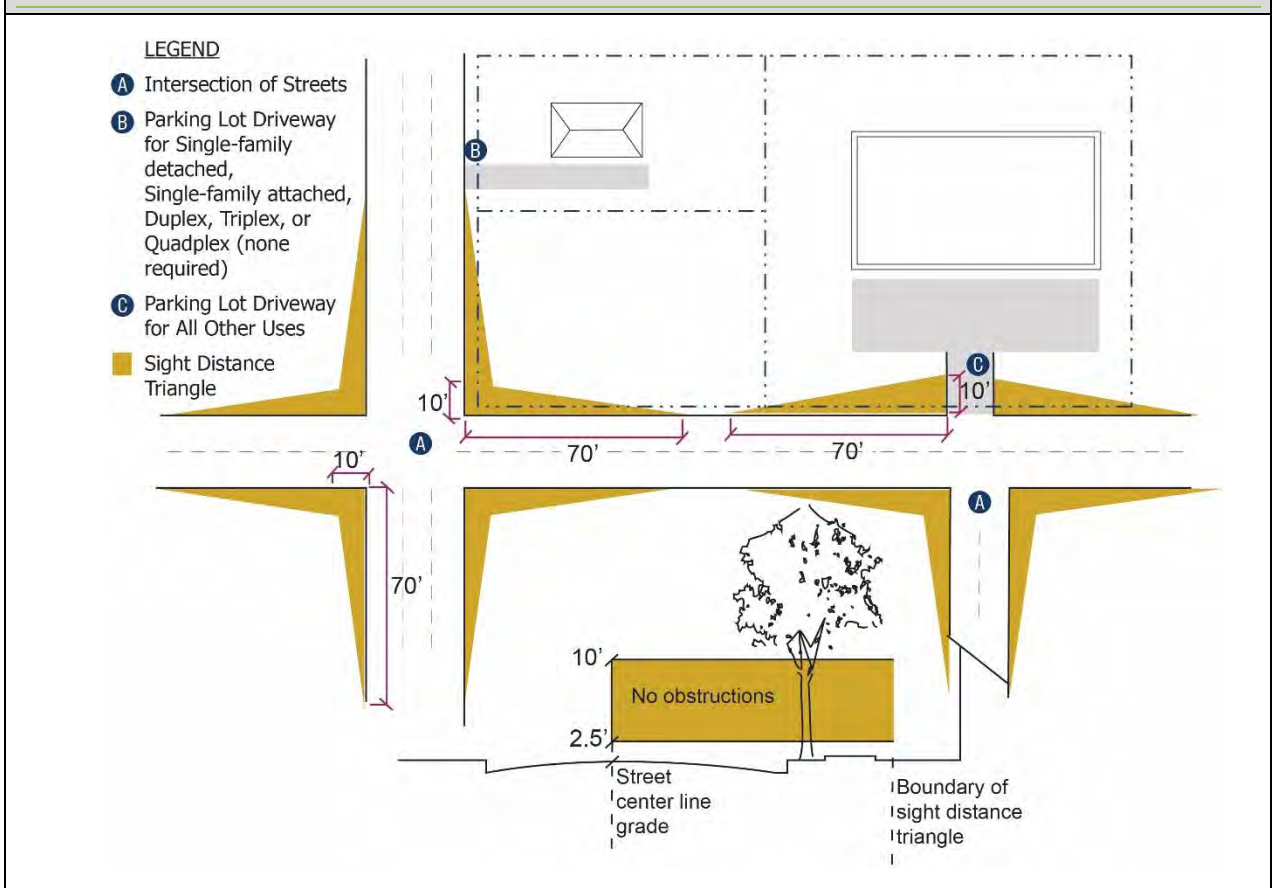 LEGEND
A Intersection of Streets
B Parking Lot Driveway
for Single-family
detached,
Single-family attached,
Duplex, Triplex, or
Quadplex (none
required)
C Parking Lot Driveway
for All Other Uses
Sight Distance
Triangle
B
C
10'
10'
A
70'
70'
10'
A
70'
10'
No obstructions
2.5'
Street
center line
grade
Boundary of
sight distance
triangle